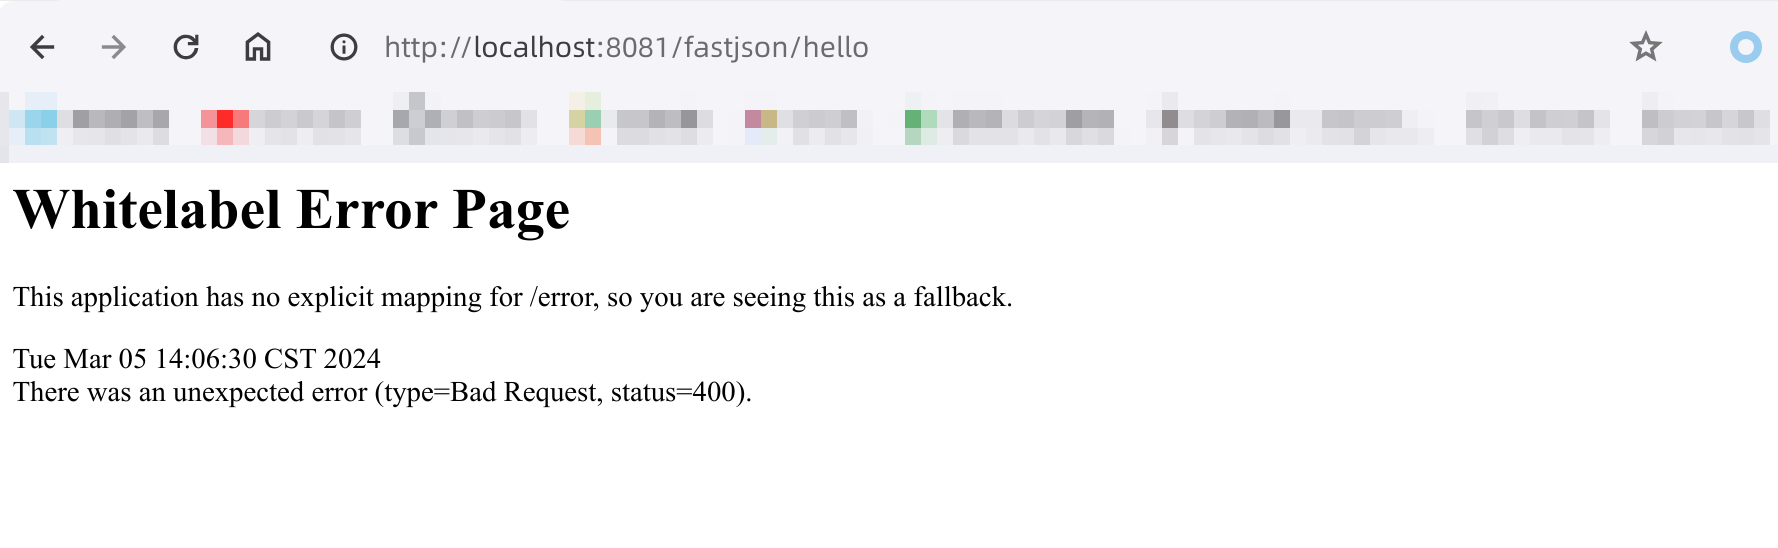 http://localhost:8081/fastjson/hello
Whitelabel Error Page
This application has no explicit mapping for /error, so you are seeing this as a fallback.
Tue Mar 05 14:06:30 CST 2024
There was an unexpected error (type=Bad Request, status=400).